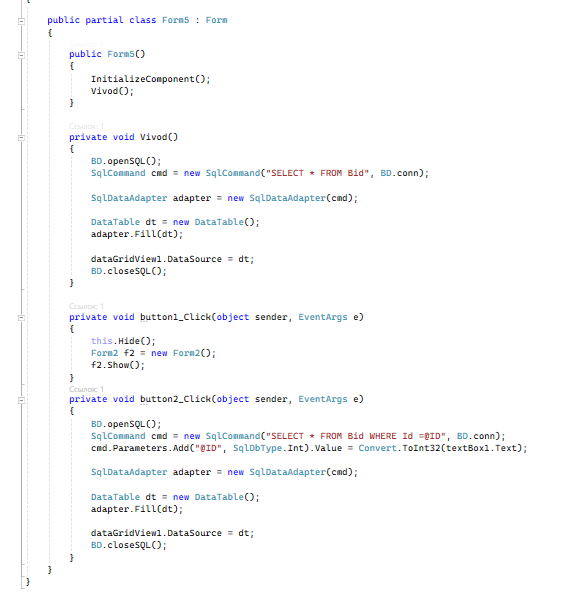 {
public partial class Form5 : Form
{
public Form5()
{
InitializeComponent();
Vivod();
}
Ссылок: 1
private void Vivod()
{
BD.openSQL();
SqlCommand cmd = new SqlCommand("SELECT * FROM Bid", BD.conn);
SqlDataAdapter adapter = new SqlDataAdapter(cmd);
DataTable dt = new DataTable();
adapter.Fill(dt);
dataGridView1.DataSource = dt;
BD.closeSQL();
}
Ссылок: 1
private void button1_Click(object sender, EventArgs e)
{
this.Hide();
Form2 f2 = new Form2();
f2.Show();
}
Ссылок: 1
private void button2_Click(object sender, EventArgs e)
{
BD.openSQL();
SqlCommand cmd = new SqlCommand("SELECT * FROM Bid WHERE Id =@ID", BD.conn);
cmd.Parameters.Add("@ID", SqlDbType.Int).Value = Convert.ToInt32(textBox1.Text);
SqlDataAdapter adapter = new SqlDataAdapter(cmd);
DataTable dt = new DataTable();
adapter.Fill(dt);
dataGridView1.DataSource = dt;
BD.closeSQL();
}
}
}